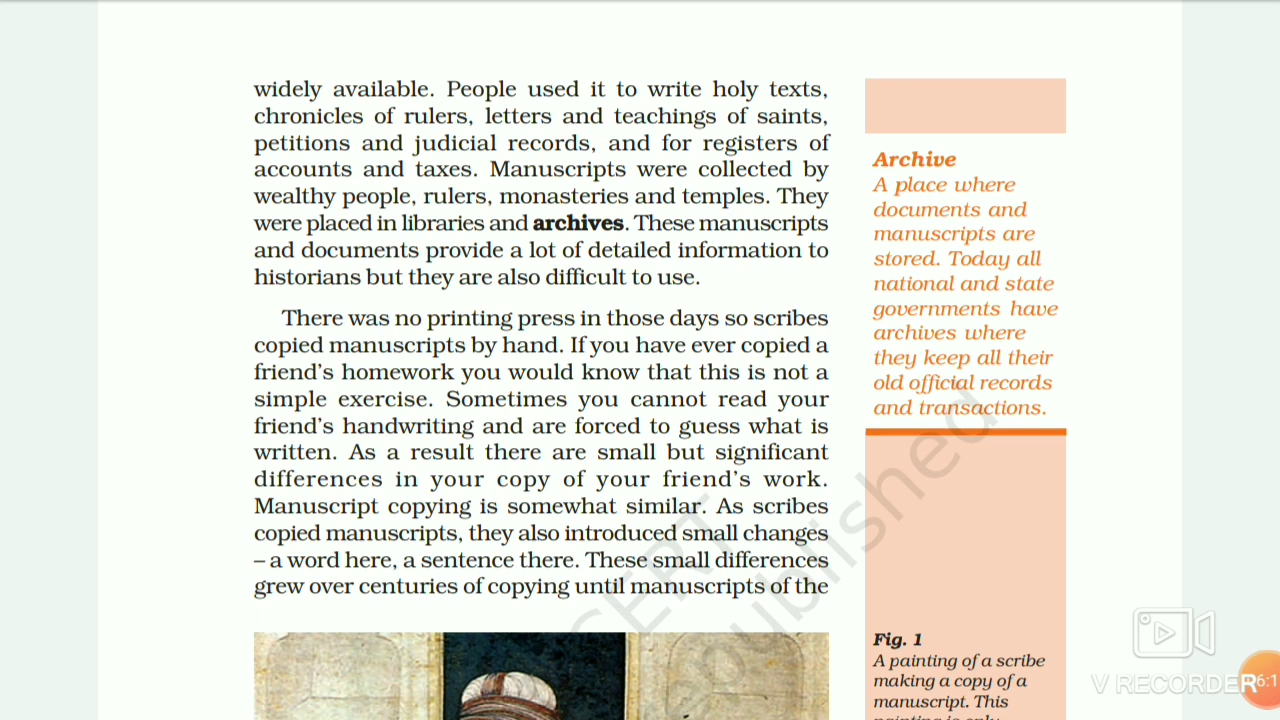 widely available. People used it to write holy texts,
chronicles of rulers, letters and teachings of saints,
petitions and judicial records, and for registers of
accounts and taxes. Manuscripts were collected by
wealthy people, rulers, monasteries and temples. They
were placed in libraries and archives. These manuscripts
and documents provide a lot of detailed information to
historians but they are also difficult to use.
There was no printing press in those days so scribes
copied manuscripts by hand. If you have ever copied a
friend's homework you would know that this is not a
simple exercise. Sometimes you cannot read your
friend's handwriting and are forced to guess what is
written. As a result there are small but significant
differences in your copy of your friend's work.
Manuscript copying is somewhat similar. As scribes
copied manuscripts, they also introduced small changes
– a word here, a sentence there. These small differences
grew over centuries of copying until manuscripts of the
Archive
A place where
documents and
manuscripts are
stored. Today all
national and state
governments have
archives where
they keep all their
old official records
and transactions.
Fig. 1
A painting of a scribe
making a copy of a
manuscript. This
painting is only
published
V RECORDER